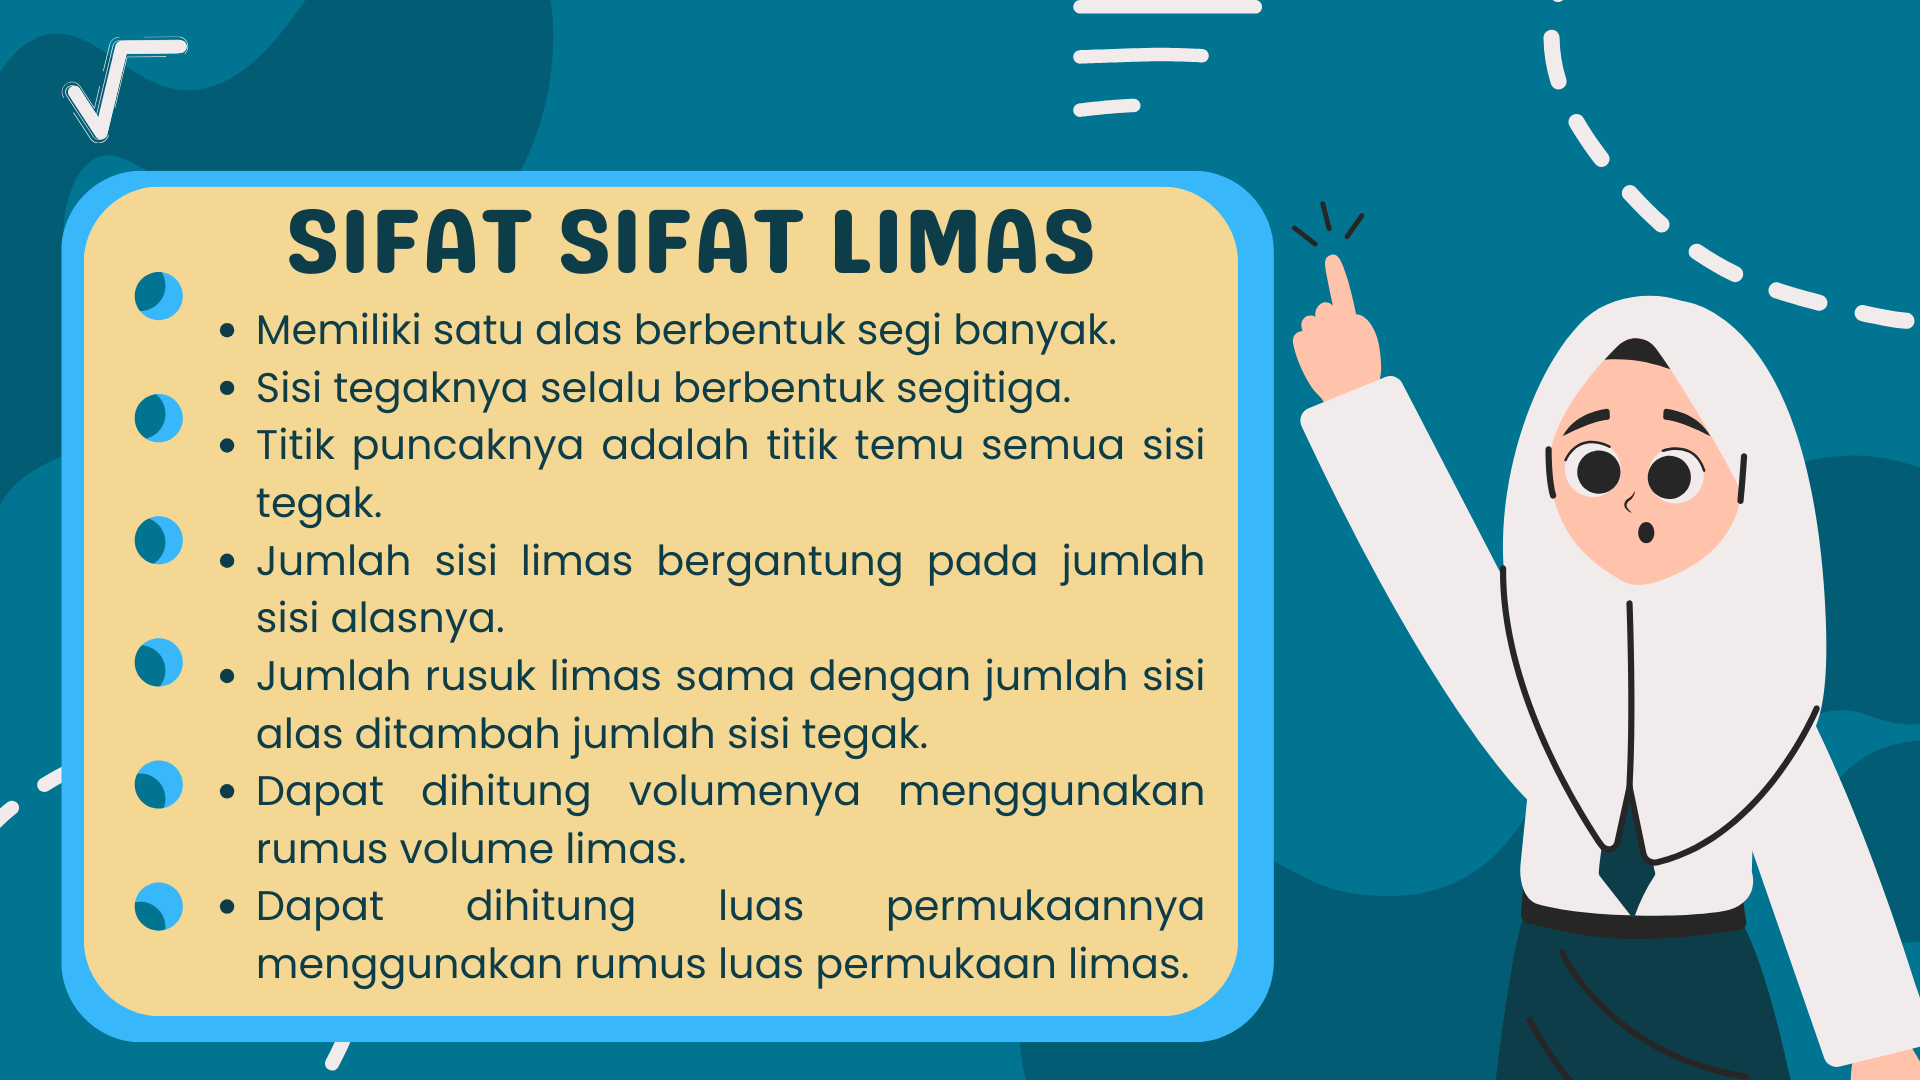 SIFAT SIFAT LIMAS
• Memiliki satu alas berbentuk segi banyak.
• Sisi tegaknya selalu berbentuk segitiga.
• Titik puncaknya adalah titik temu semua sisi
tegak.
• Jumlah sisi limas bergantung pada jumlah
sisi alasnya.
• Jumlah rusuk limas sama dengan jumlah sisi
alas ditambah jumlah sisi tegak.
• Dapat dihitung volumenya menggunakan
rumus volume limas.
• Dapat dihitung luas permukaannya
menggunakan rumus luas permukaan limas.